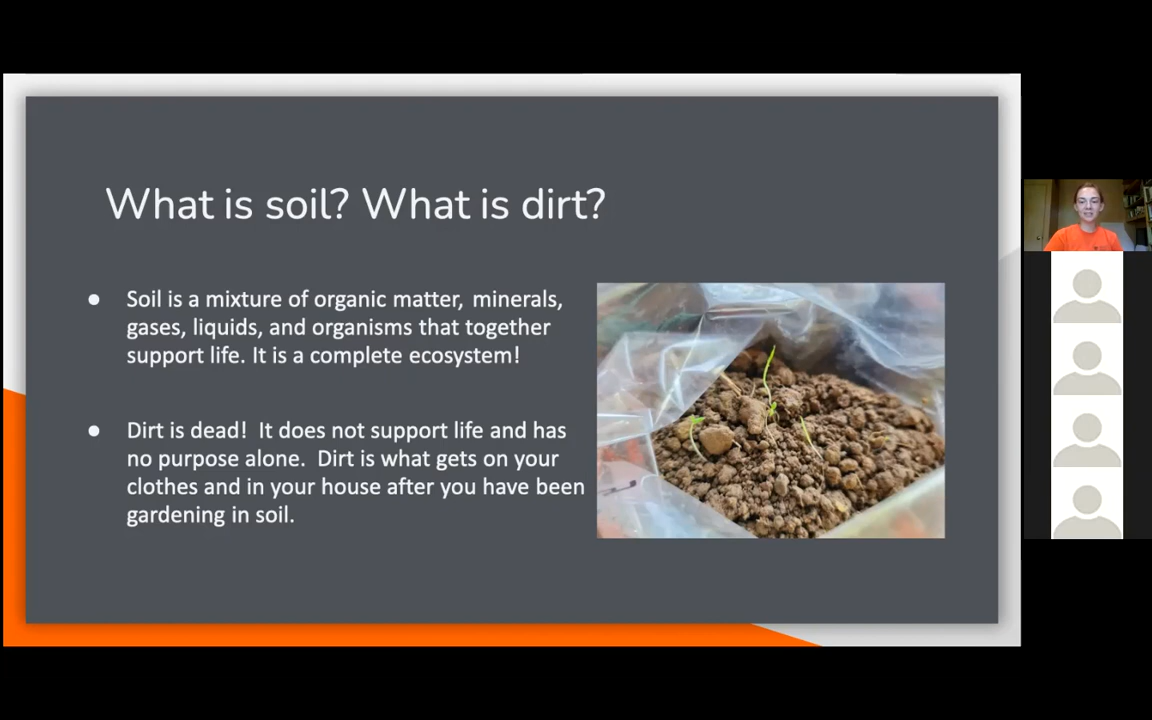 What is soil? What is dirt?
● Soil is a mixture of organic matter, minerals,
gases, liquids, and organisms that together
support life. It is a complete ecosystem!
● Dirt is dead! It does not support life and has
no purpose alone. Dirt is what gets on your
clothes and in your house after you have been
gardening in soil.